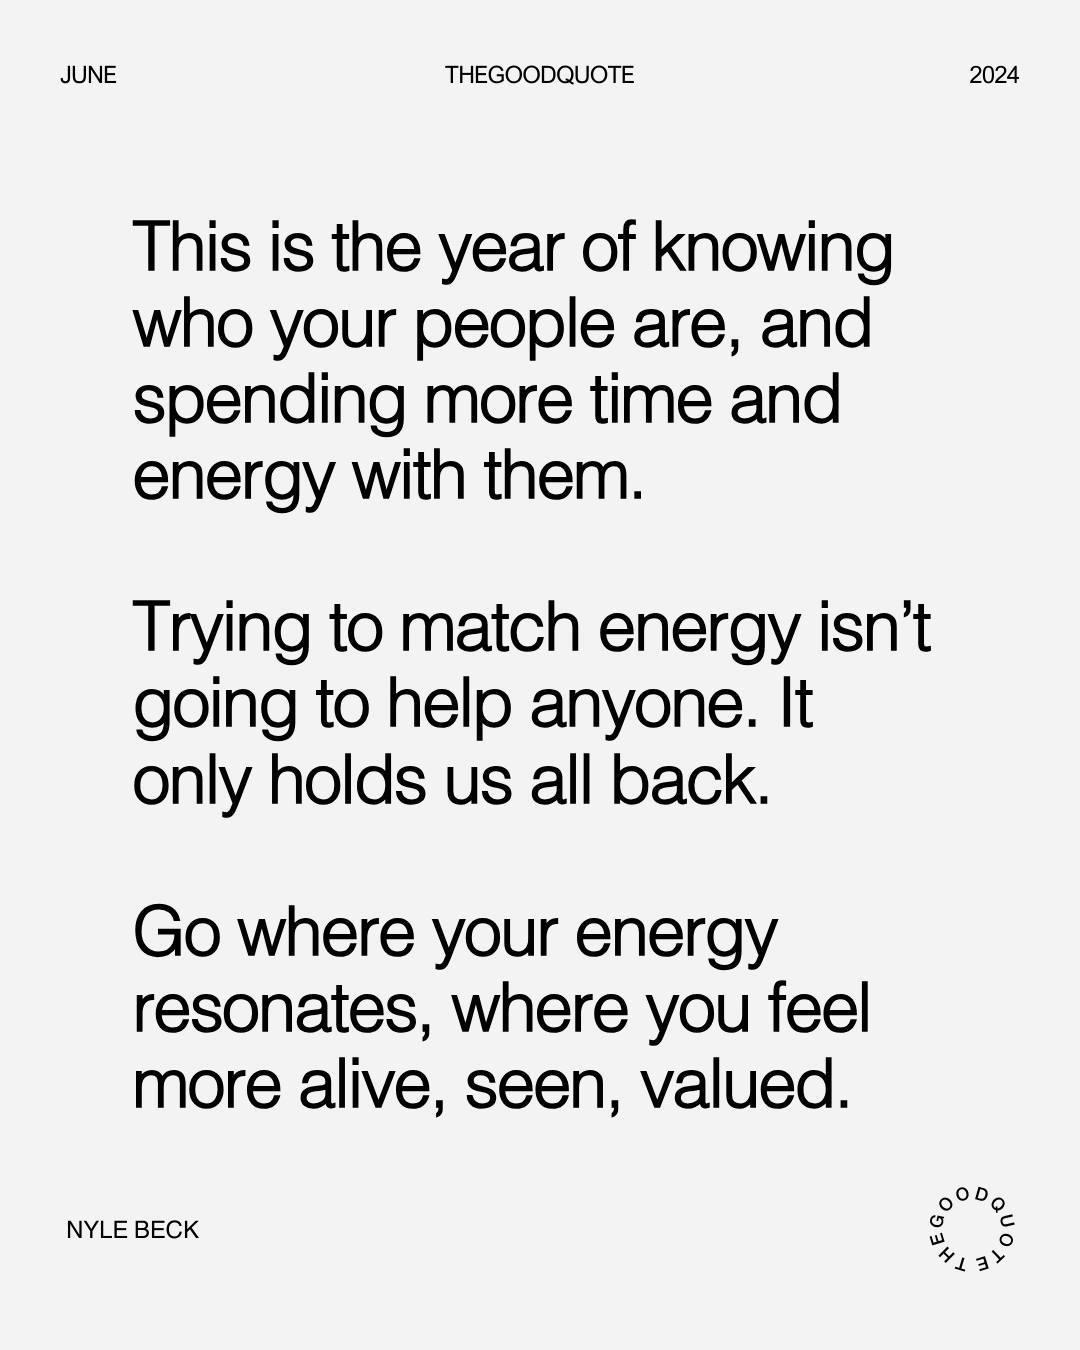 JUNE THEGOODQUOTE 2024
This is the year of knowing
who your people are, and
spending more time and
energy with them.
Trying to match energy isn’t
going to help anyone. It
only holds us all back.
Go where your energy
resonates, where you feel
more alive, seen, valued.
NYLE BECK
THEGOODQUOTE